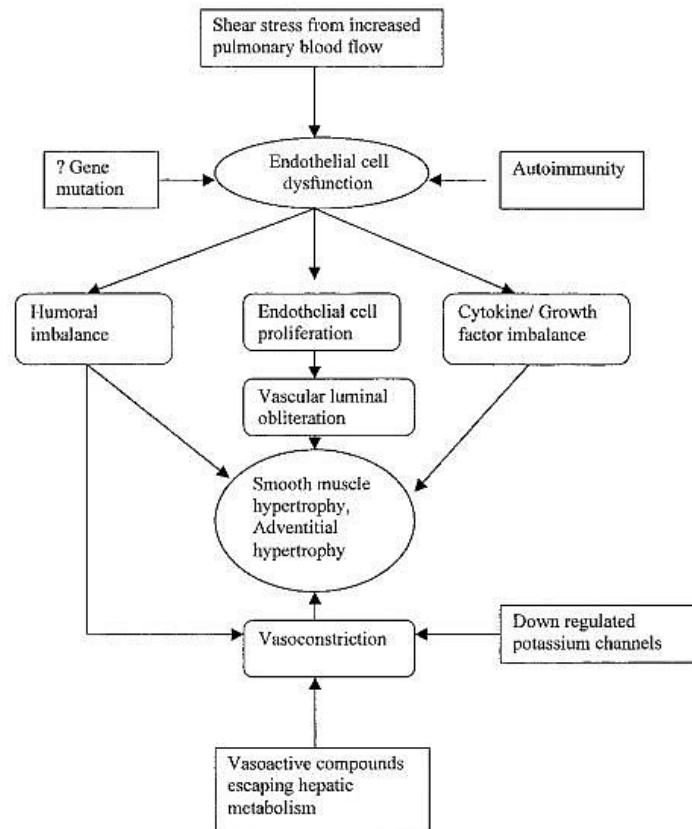 Shear stress from increased
pulmonary blood flow
? Gene
mutation
Endothelial cell
dysfunction
Autoimmunity
Humoral
imbalance
Endothelial cell
proliferation
Cytokine/ Growth
factor imbalance
Vascular luminal
obliteration
Smooth muscle
hypertrophy,
Adventitial
hypertrophy
Vasoconstriction
Down regulated
potassium channels
Vasoactive compounds
escaping hepatic
metabolism